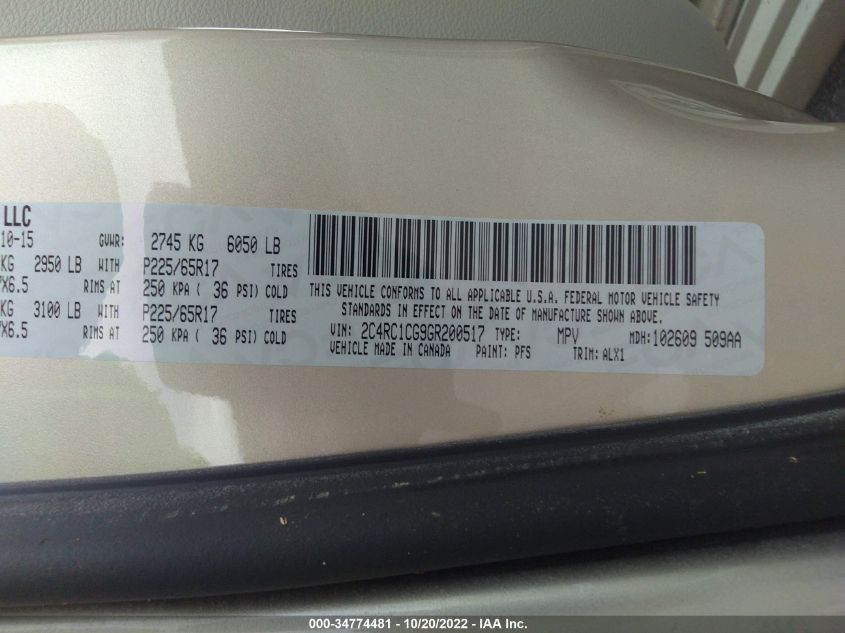 LLC
10-15 GVWR: 2745 KG 6050 LB
KG 2950 LB WITH P225/65R17 TIRES
X6.5 RIMS AT 250 KPA ( 36 PSI) COLD
KG 3100 LB WITH P225/65R17 TIRES
X6.5 RIMS AT 250 KPA ( 36 PSI) COLD
THIS VEHICLE CONFORMS TO ALL APPLICABLE U.S.A. FEDERAL MOTOR VEHICLE SAFETY
STANDARDS IN EFFECT ON THE DATE OF MANUFACTURE SHOWN ABOVE.
VIN: 2C4RC1CG9GR200517 TYPE: MPV MDH: 102609 509AA
VEHICLE MADE IN CANADA PAINT: PFS TRIM: ALX1
000-34774481 - 10/20/2022 - IAA Inc.